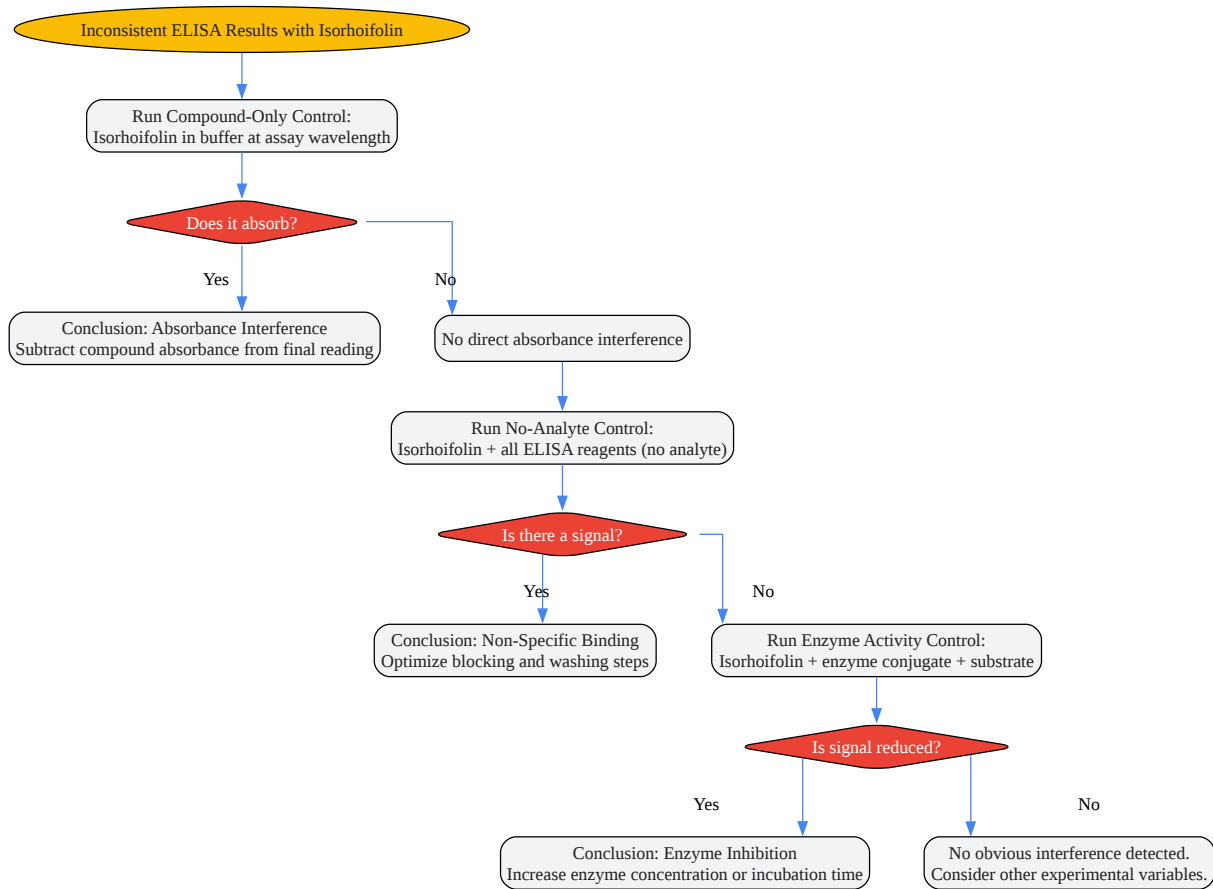 Inconsistent ELISA Results with Isorhoifolin
Run Compound-Only Control:
Isorhoifolin in buffer at assay wavelength
Does it absorb?
Yes
No
Conclusion: Absorbance Interference
Subtract compound absorbance from final reading
No direct absorbance interference
Run No-Analyte Control:
Isorhoifolin + all ELISA reagents (no analyte)
Is there a signal?
Yes
No
Conclusion: Non-Specific Binding
Optimize blocking and washing steps
Run Enzyme Activity Control:
Isorhoifolin + enzyme conjugate + substrate
Is signal reduced?
Yes
No
Conclusion: Enzyme Inhibition
Increase enzyme concentration or incubation time
No obvious interference detected.
Consider other experimental variables.